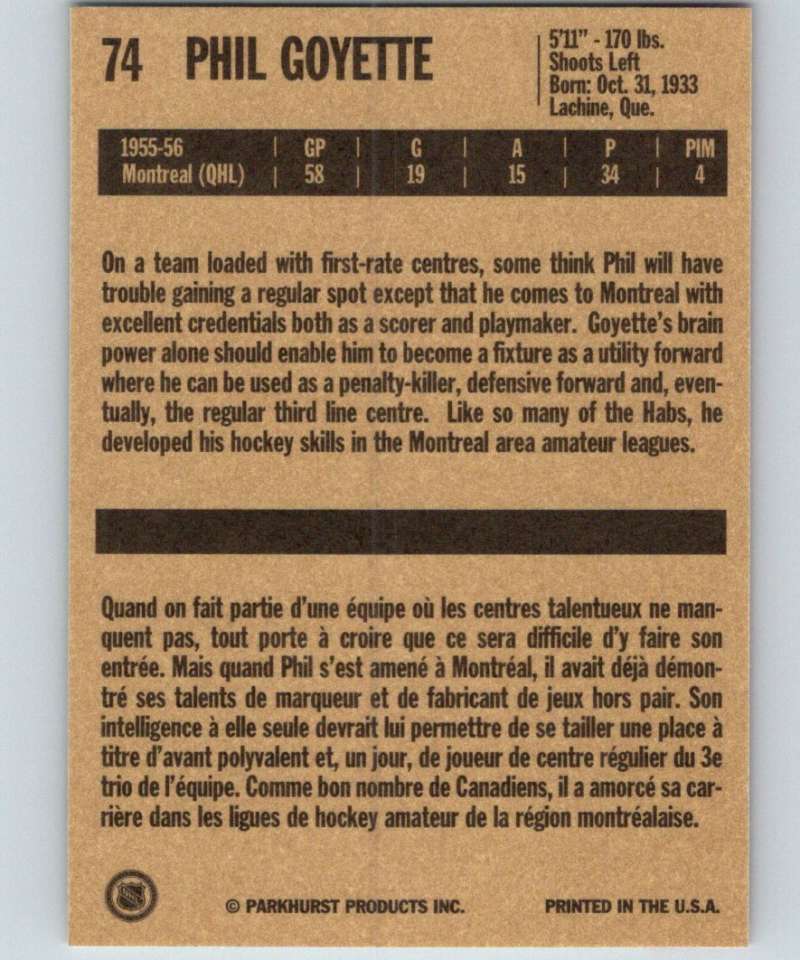 74 PHIL GOYETTE
5'11" - 170 lbs.
Shoots Left
Born: Oct. 31, 1933
Lachine, Que.
1955-56 | GP | G | A | P | PIM
Montreal (QHL) | 58 | 19 | 15 | 34 | 4
On a team loaded with first-rate centres, some think Phil will have
trouble gaining a regular spot except that he comes to Montreal with
excellent credentials both as a scorer and playmaker. Goyette's brain
power alone should enable him to become a fixture as a utility forward
where he can be used as a penalty-killer, defensive forward and, even-
tually, the regular third line centre. Like so many of the Habs, he
developed his hockey skills in the Montreal area amateur leagues.
Quand on fait partie d'une équipe où les centres talentueux ne man-
quent pas, tout porte à croire que ce sera difficile d'y faire son
entrée. Mais quand Phil s'est amené à Montréal, il avait déjà démon-
tré ses talents de marqueur et de fabricant de jeux hors pair. Son
intelligence à elle seule devrait lui permettre de se tailler une place à
titre d'avant polyvalent et, un jour, de joueur de centre régulier du 3e
trio de l'équipe. Comme bon nombre de Canadiens, il a amorcé sa car-
rière dans les ligues de hockey amateur de la région montréalaise.
© PARKHURST PRODUCTS INC. PRINTED IN THE U.S.A.